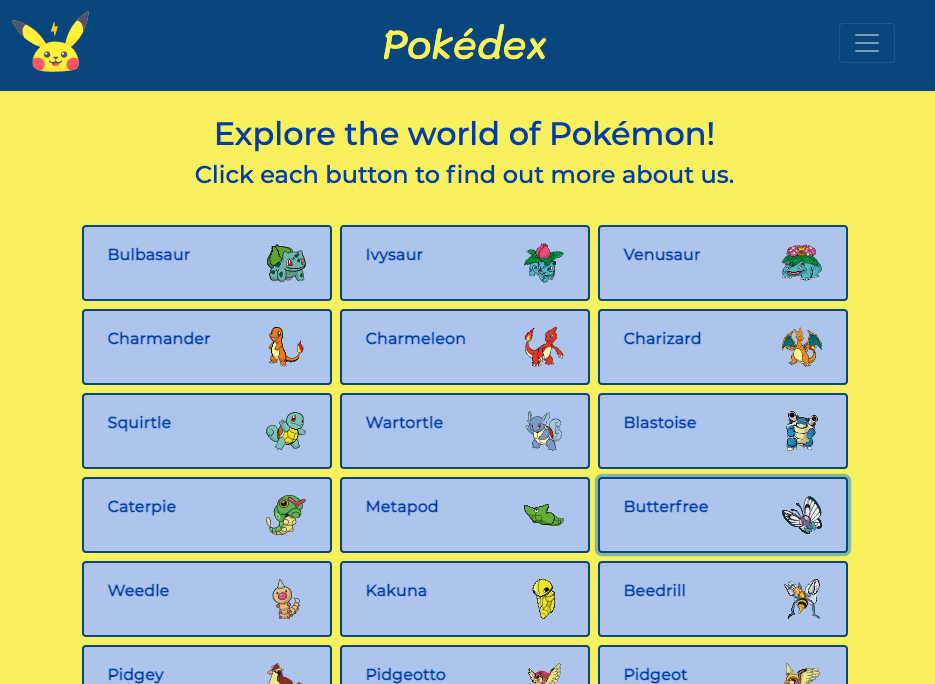 Pokédex
Explore the world of Pokémon!
Click each button to find out more about us.
Bulbasaur
Ivysaur
Venusaur
Charmander
Charmeleon
Charizard
Squirtle
Wartortle
Blastoise
Caterpie
Metapod
Butterfree
Weedle
Kakuna
Beedrill
Pidgey
Pidgeotto
Pidgeot